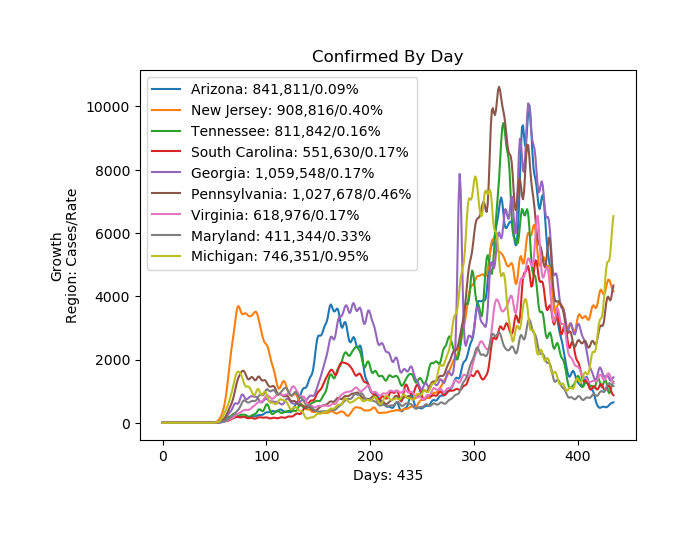 Confirmed By Day
Arizona: 841,811/0.09%
New Jersey: 908,816/0.40%
Tennessee: 811,842/0.16%
South Carolina: 551,630/0.17%
Georgia: 1,059,548/0.17%
Pennsylvania: 1,027,678/0.46%
Virginia: 618,976/0.17%
Maryland: 411,344/0.33%
Michigan: 746,351/0.95%
10000
8000
6000
4000
2000
0
Growth
Region: Cases/Rate
0 100 200 300 400
Days: 435